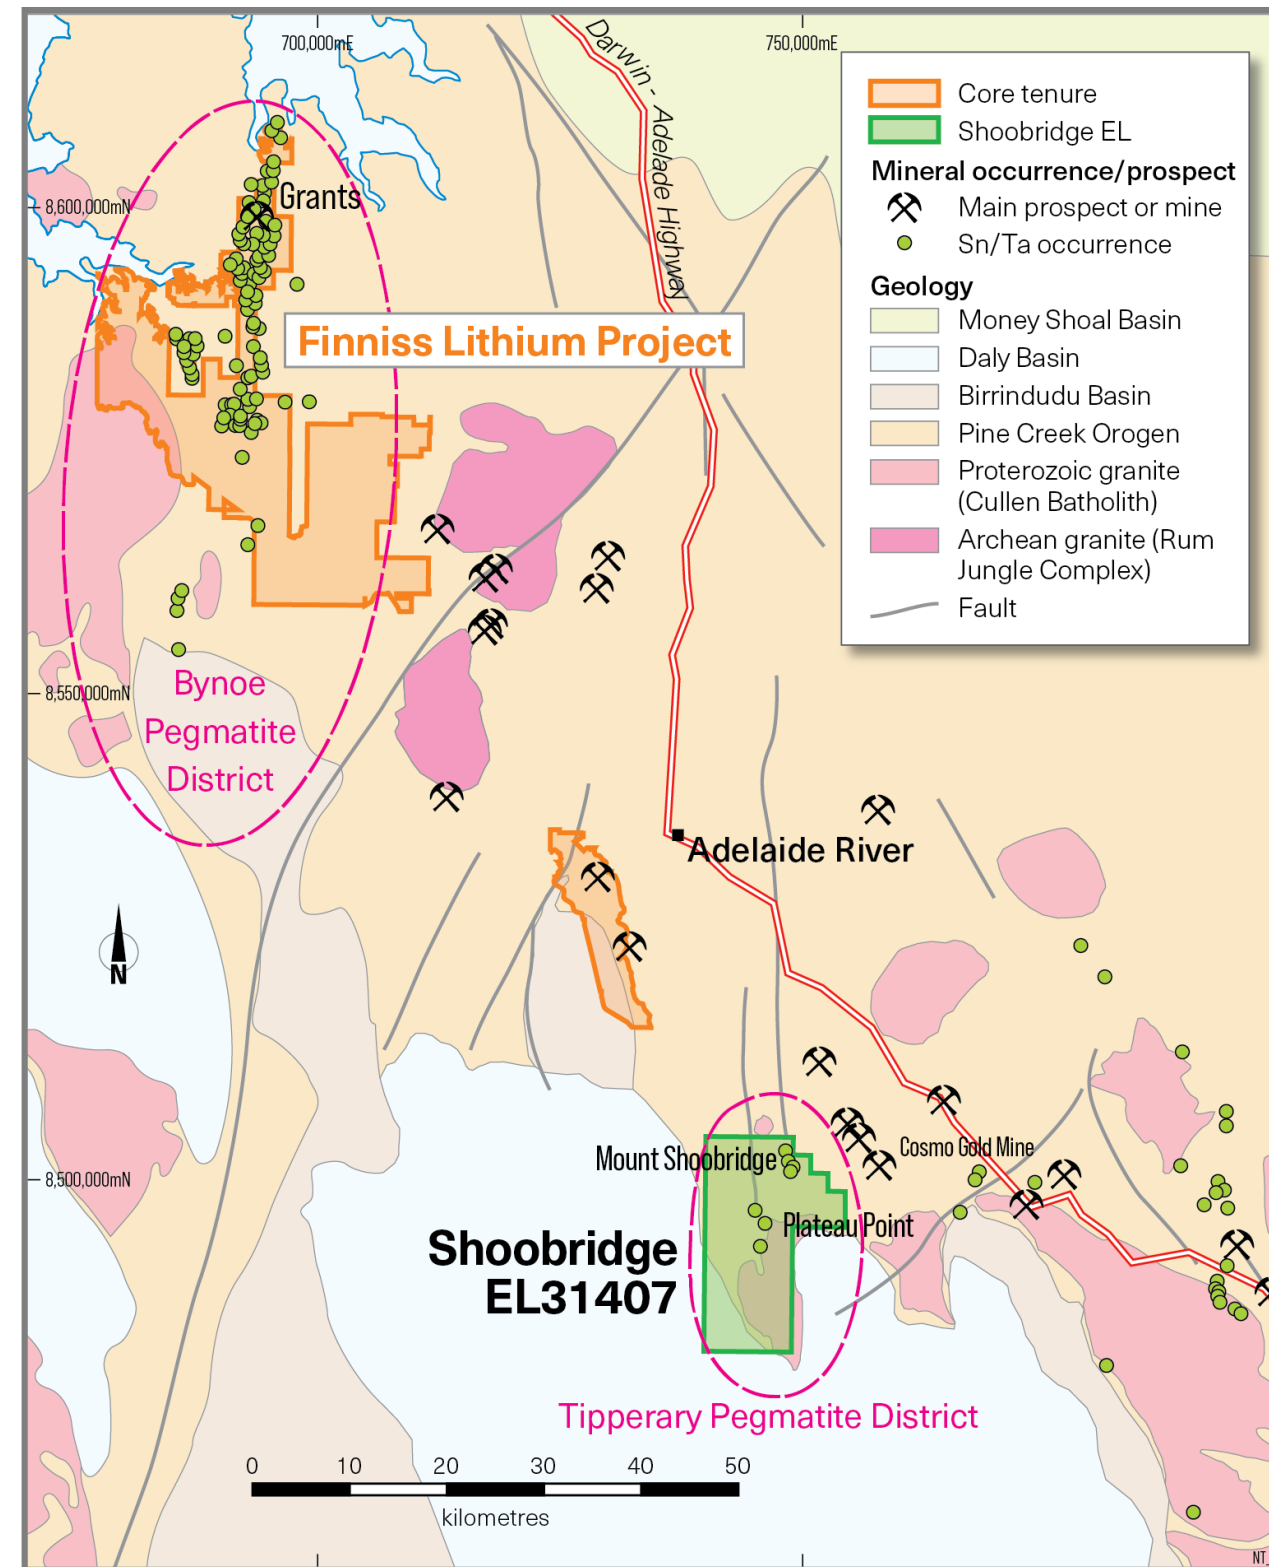 700,000mE
750,000mE
Darwin - Adelade Highway
Core tenure
Shoobridge EL
Mineral occurrence/prospect
Main prospect or mine
Sn/Ta occurrence
Geology
Money Shoal Basin
Daly Basin
Birrindudu Basin
Pine Creek Orogen
Proterozoic granite
(Cullen Batholith)
Archean granite (Rum
Jungle Complex)
Fault
Grants
8,600,000mN
Finniss Lithium Project
8,550,000mN
Bynoe
Pegmatite
District
Adelaide River
N
Cosmo Gold Mine
Mount Shoobridge
8,500,000mN
Plateau Point
Shoobridge
EL31407
Tipperary Pegmatite District
0 10 20 30 40 50
kilometres
NT